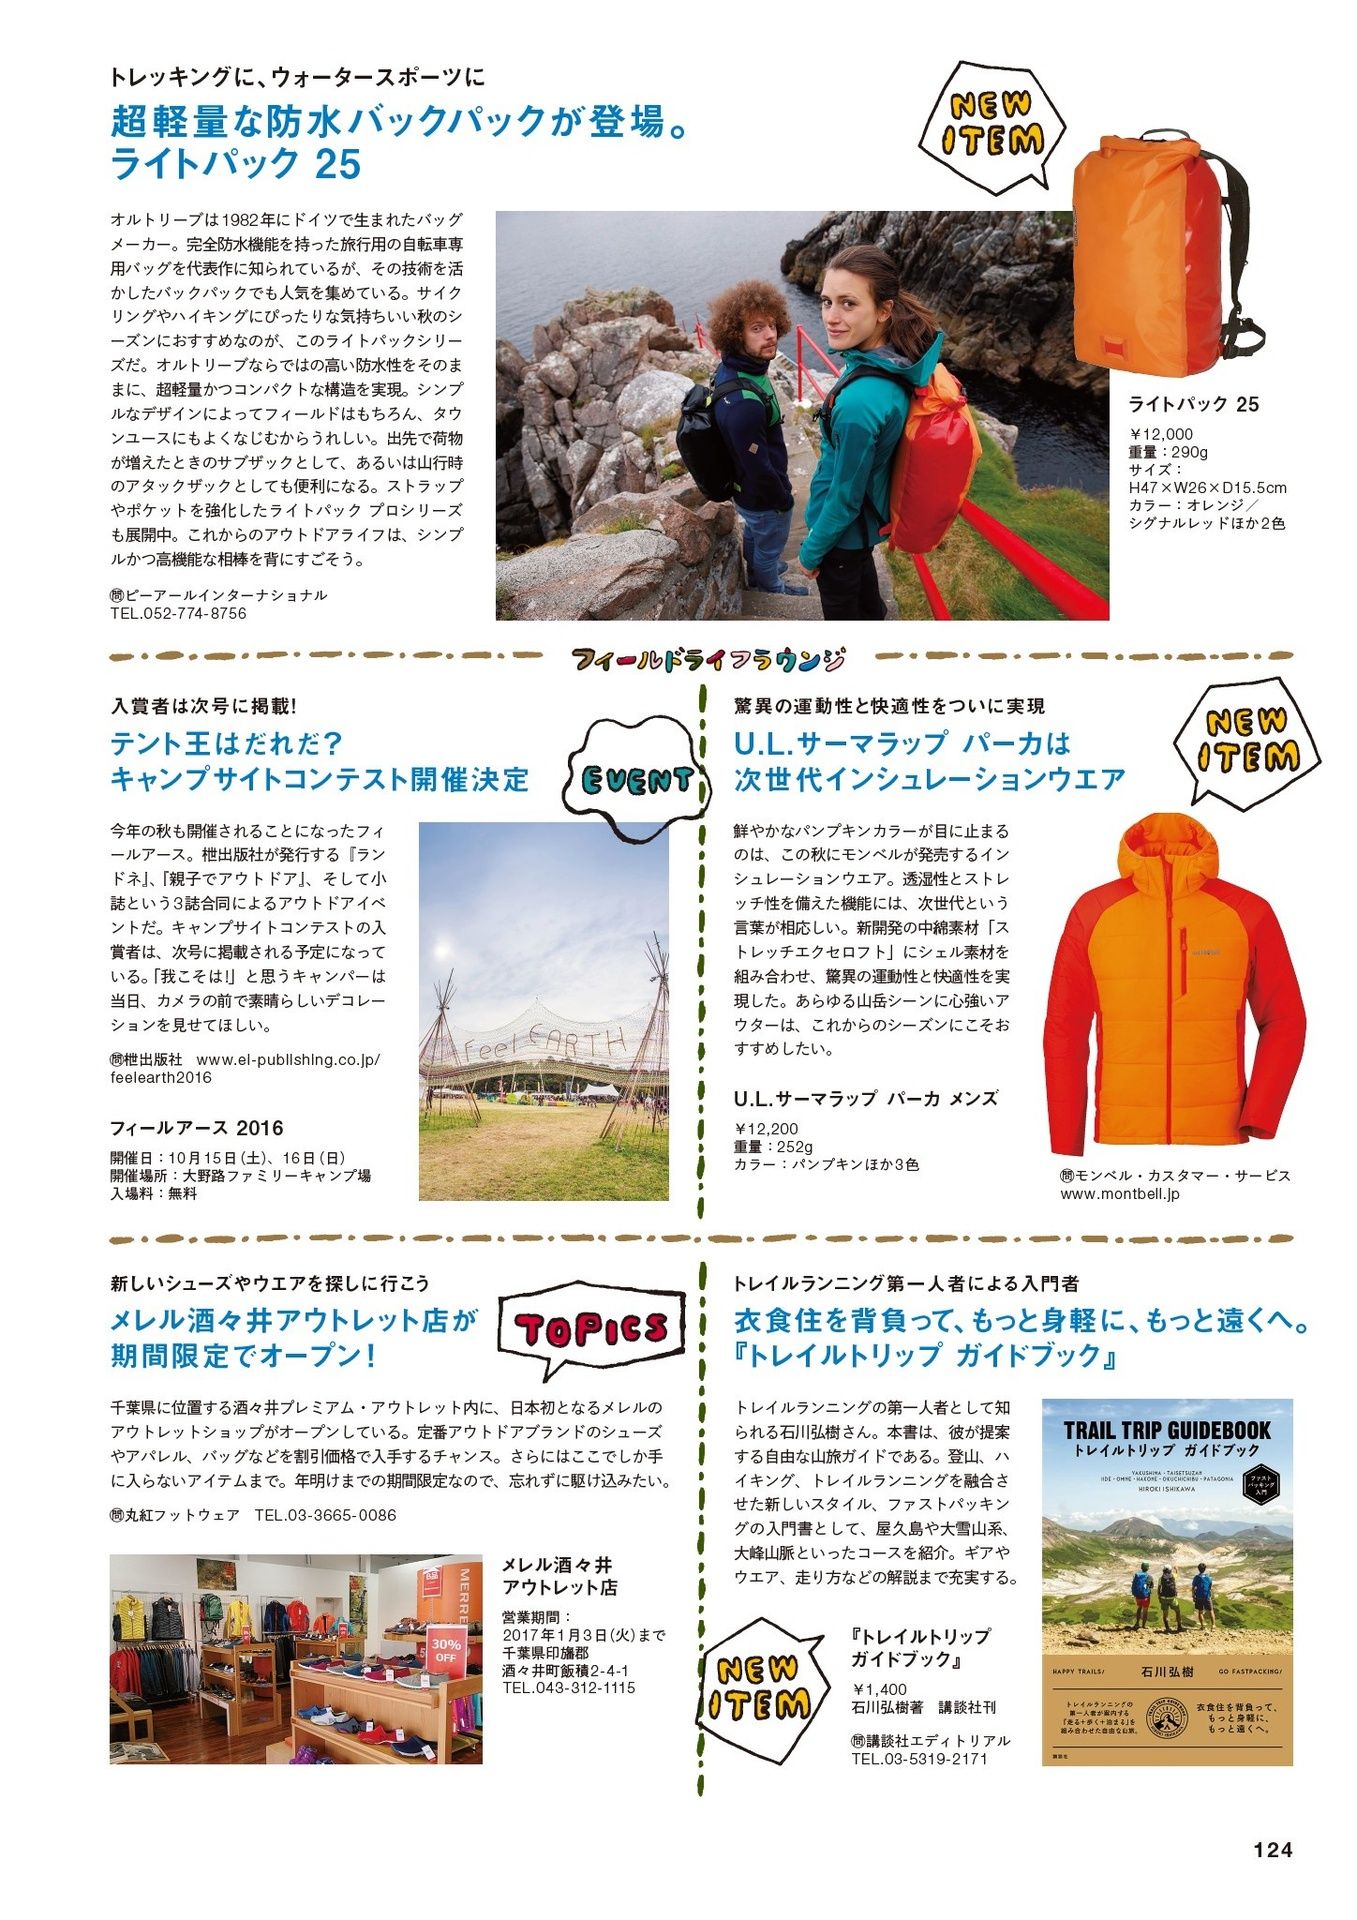 トレッキングに、ウォータースポーツに
超軽量な防水バックパックが登場。
ライトパック 25
NEW
ITEM
オルトリーブは1982年にドイツで生まれたバッグ
メーカー。完全防水機能を持った旅行用の自転車専
用バッグを代表作に知られているが、その技術を活
かしたバックパックでも人気を集めている。サイク
リングやハイキングにぴったりな気持ちいい秋のシ
ーズンにおすすめなのが、このライトパックシリー
ズだ。オルトリーブならではの高い防水性をそのま
まに、超軽量かつコンパクトな構造を実現。シンプ
ルなデザインによってフィールドはもちろん、タウ
ンユースにもよくなじむからうれしい。出先で荷物
が増えたときのサブザックとして、あるいは山行時
のアタックザックとしても便利になる。ストラップ
やポケットを強化したライトパック プロシリーズ
も展開中。これからのアウトドアライフは、シンプ
ルかつ高機能な相棒を背にすごそう。
㉄ピーアールインターナショナル
TEL.052-774-8756
ライトパック 25
￥12,000
重量：290g
サイズ：
H47×W26×D15.5cm
カラー：オレンジ／
シグナルレッドほか2色
フィールドライフラウンジ
入賞者は次号に掲載!
テント王はだれだ?
キャンプサイトコンテスト開催決定
EVENT
今年の秋も開催されることになったフィ
ールアース。枻出版社が発行する『ラン
ドネ』、『親子でアウトドア』、そして小
誌という3誌合同によるアウトドアイベ
ントだ。キャンプサイトコンテストの入
賞者は、次号に掲載される予定になって
いる。「我こそは!」と思うキャンパーは
当日、カメラの前で素晴らしいデコレー
ションを見せてほしい。
㉄枻出版社　www.ei-publishing.co.jp/
feelearth2016
フィールアース 2016
開催日：10月15日（土）、16日（日）
開催場所：大野路ファミリーキャンプ場
入場料：無料
Feel EARTH
驚異の運動性と快適性をついに実現
U.L.サーマラップ パーカは
次世代インシュレーションウエア
NEW
ITEM
鮮やかなパンプキンカラーが目に止まる
のは、この秋にモンベルが発売するイン
シュレーションウエア。透湿性とストレ
ッチ性を備えた機能には、次世代という
言葉が相応しい。新開発の中綿素材「ス
トレッチエクセロフト」にシェル素材を
組み合わせ、驚異の運動性と快適性を実
現した。あらゆる山岳シーンに心強いア
ウターは、これからのシーズンにこそお
すすめしたい。
U.L.サーマラップ パーカ メンズ
￥12,200
重量：252g
カラー：パンプキンほか3色
㉄モンベル・カスタマー・サービス
www.montbell.jp
新しいシューズやウエアを探しに行こう
メレル酒々井アウトレット店が
期間限定でオープン!
TOPICS
千葉県に位置する酒々井プレミアム・アウトレット内に、日本初となるメレルの
アウトレットショップがオープンしている。定番アウトドアブランドのシューズ
やアパレル、バッグなどを割引価格で入手するチャンス。さらにはここでしか手
に入らないアイテムまで。年明けまでの期間限定なので、忘れずに駆け込みたい。
㉄丸紅フットウェア　TEL.03-3665-0086
MERRE
30%
OFF
メレル酒々井
アウトレット店
営業期間：
2017年1月3日（火）まで
千葉県印旛郡
酒々井町飯積2-4-1
TEL.043-312-1115
トレイルランニング第一人者による入門者
衣食住を背負って、もっと身軽に、もっと遠くへ。
『トレイルトリップ ガイドブック』
トレイルランニングの第一人者として知
られる石川弘樹さん。本書は、彼が提案
する自由な山旅ガイドである。登山、ハ
イキング、トレイルランニングを融合さ
せた新しいスタイル、ファストパッキン
グの入門書として、屋久島や大雪山系、
大峰山脈といったコースを紹介。ギアや
ウエア、走り方などの解説まで充実する。
NEW
ITEM
『トレイルトリップ
ガイドブック』
￥1,400
石川弘樹著　講談社刊
㉄講談社エディトリアル
TEL.03-5319-2171
TRAIL TRIP GUIDEBOOK
トレイルトリップ ガイドブック
YAKUSHIMA・TAISETSUZAN
IIDE・OMINE・HAKONE・OKUCHICHIBU・PATAGONIA
HIROKI ISHIKAWA
ファスト
パッキング
入門
HAPPY TRAILS!
石川弘樹
GO FASTPACKING!
トレイルランニングの
第一人者が案内する
「走る+歩く+泊まる」を
組み合わせた自由な山旅。
衣食住を背負って、
もっと身軽に、
もっと遠くへ。
講談社
124